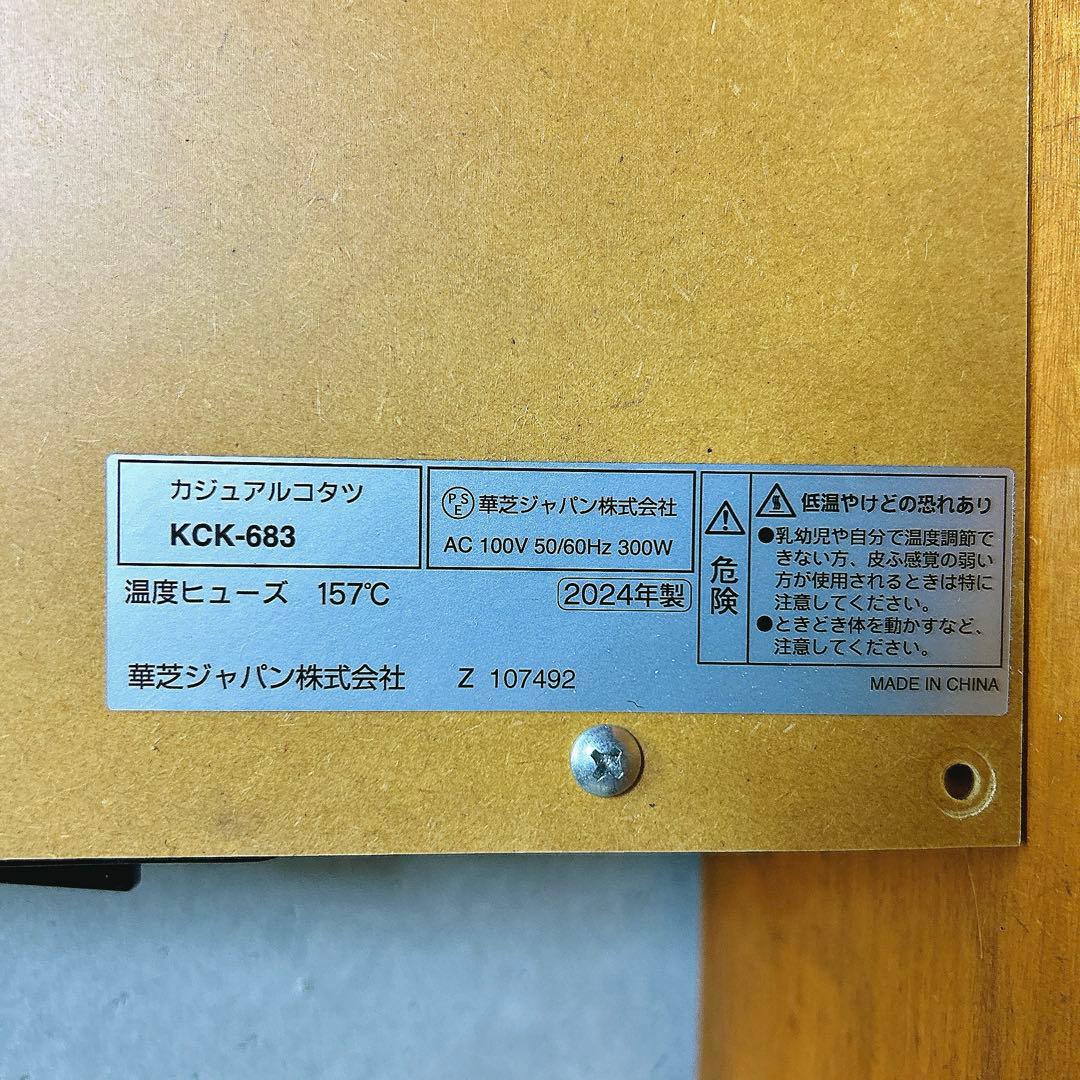 カジュアルコタツ
KCK-683
PSE 華芝ジャパン株式会社
AC 100V 50/60Hz 300W
温度ヒューズ 157℃
2024年製
華芝ジャパン株式会社 Z 107492
危険
低温やけどの恐れあり
●乳幼児や自分で温度調節で
きない方、皮ふ感覚の弱い
方が使用されるときは特に
注意してください。
●ときどき体を動かすなど、
注意してください。
MADE IN CHINA